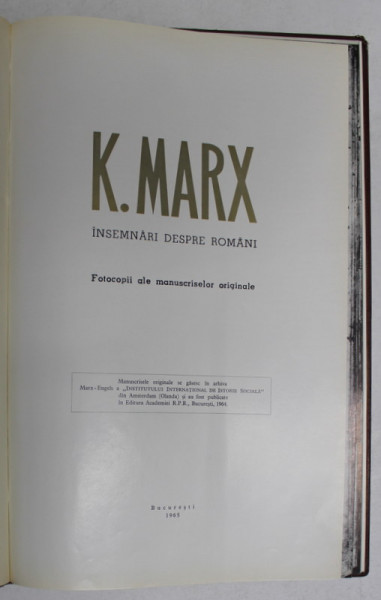 K. MARX
ÎNSEMNĂRI DESPRE ROMÂNI
Fotocopii ale manuscriselor originale
Manuscrisele originale se găsesc în arhiva
Marx - Engels a „INSTITUTULUI INTERNAȚIONAL DE ISTORIE SOCIALĂ"
din Amsterdam (Olanda) și au fost publicate
la Editura Academiei R.P.R., București, 1964.
București
1965